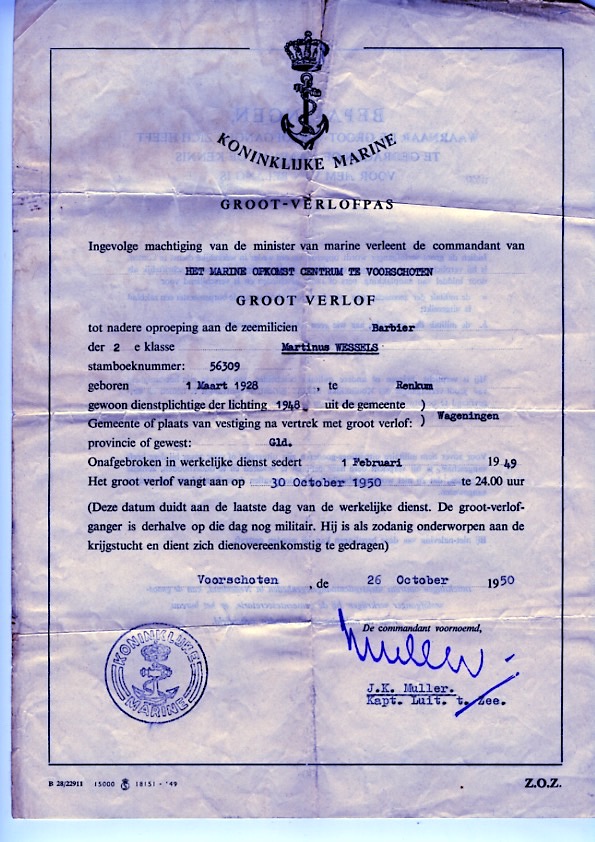 KONINKLIJKE MARINE
GROOT-VERLOFPAS
Ingevolge machtiging van de minister van marine verleent de commandant van
HET MARINE OPKOMST CENTRUM TE VOORSCHOTEN
GROOT VERLOF
tot nadere oproeping aan de zeemilicien Barbier
der 2 e klasse Martinus WESSELS
stamboeknummer: 56309
geboren 1 Maart 1928 , te Renkum
gewoon dienstplichtige der lichting 1948. uit de gemeente )
Gemeente of plaats van vestiging na vertrek met groot verlof: ) Wageningen
provincie of gewest: Gld.
Onafgebroken in werkelijke dienst sedert 1 Februari 1949
Het groot verlof vangt aan op 30 October 1950 te 24.00 uur
(Deze datum duidt aan de laatste dag van de werkelijke dienst. De groot-verlof-
ganger is derhalve op die dag nog militair. Hij is als zodanig onderworpen aan de
krijgstucht en dient zich dienovereenkomstig te gedragen)
Voorschoten , de 26 October 1950
De commandant voornoemd,
Muller
J.K. Muller.
Kapt. Luit. t. Zee.
KONINKLIJKE
MARINE
B 28/22911 15000 18151 - '49
Z.O.Z.